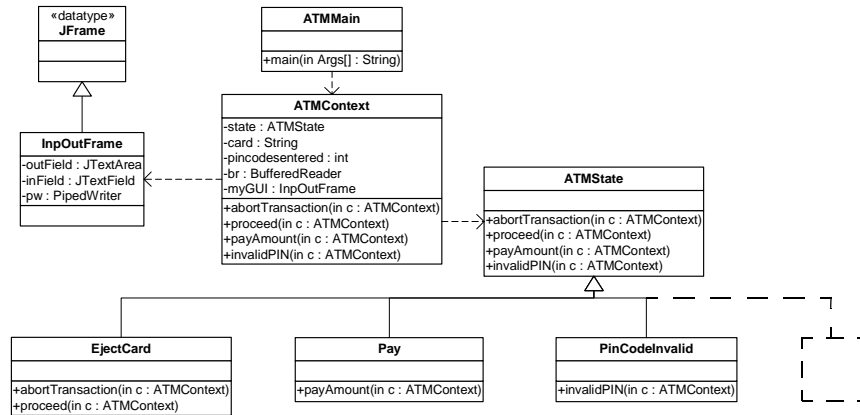 «datatype»
JFrame
ATMMain
+main(in Args[] : String)
ATMContext
-state : ATMState
-card : String
-pincodesentered : int
-br : BufferedReader
-myGUI : InpOutFrame
+abortTransaction(in c : ATMContext)
+proceed(in c : ATMContext)
+payAmount(in c : ATMContext)
+invalidPIN(in c : ATMContext)
InpOutFrame
-outField : JTextArea
-inField : JTextField
-pw : PipedWriter
ATMState
+abortTransaction(in c : ATMContext)
+proceed(in c : ATMContext)
+payAmount(in c : ATMContext)
+invalidPIN(in c : ATMContext)
EjectCard
+abortTransaction(in c : ATMContext)
+proceed(in c : ATMContext)
Pay
+payAmount(in c : ATMContext)
PinCodeInvalid
+invalidPIN(in c : ATMContext)